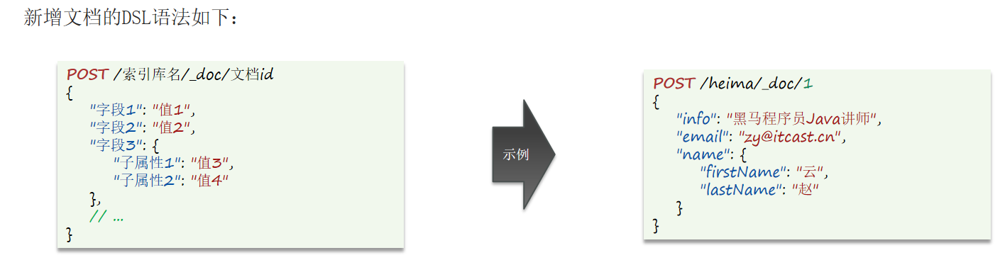 新增文档的DSL语法如下：
POST /索引库名/_doc/文档id
{
"字段1": "值1",
"字段2": "值2",
"字段3": {
"子属性1": "值3",
"子属性2": "值4"
},
// ...
}
示例
POST /heima/_doc/1
{
"info": "黑马程序员Java讲师",
"email": "zy@itcast.cn",
"name": {
"firstName": "云",
"lastName": "赵"
}
}